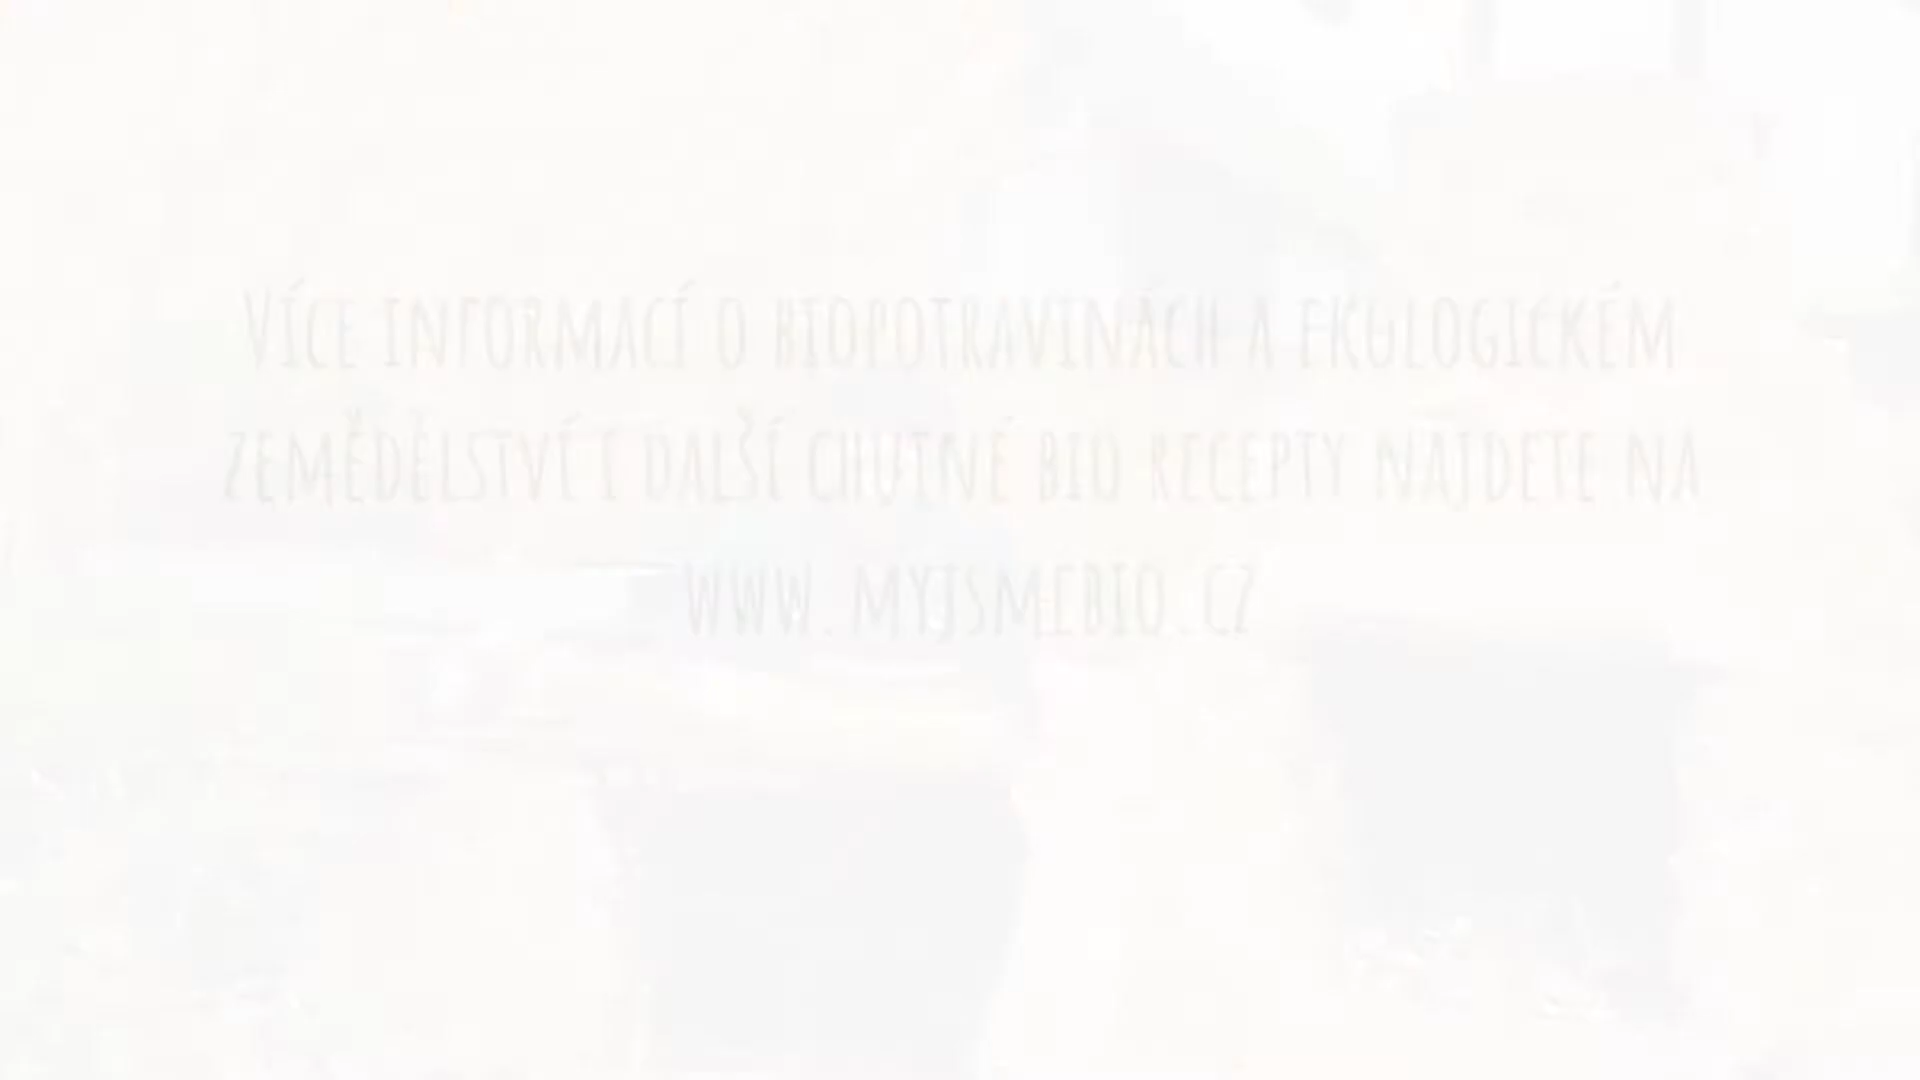 Více informací o biopotravinách a ekologickém
zemědělství i další chutné bio recepty najdete na
www.myjsmebio.cz